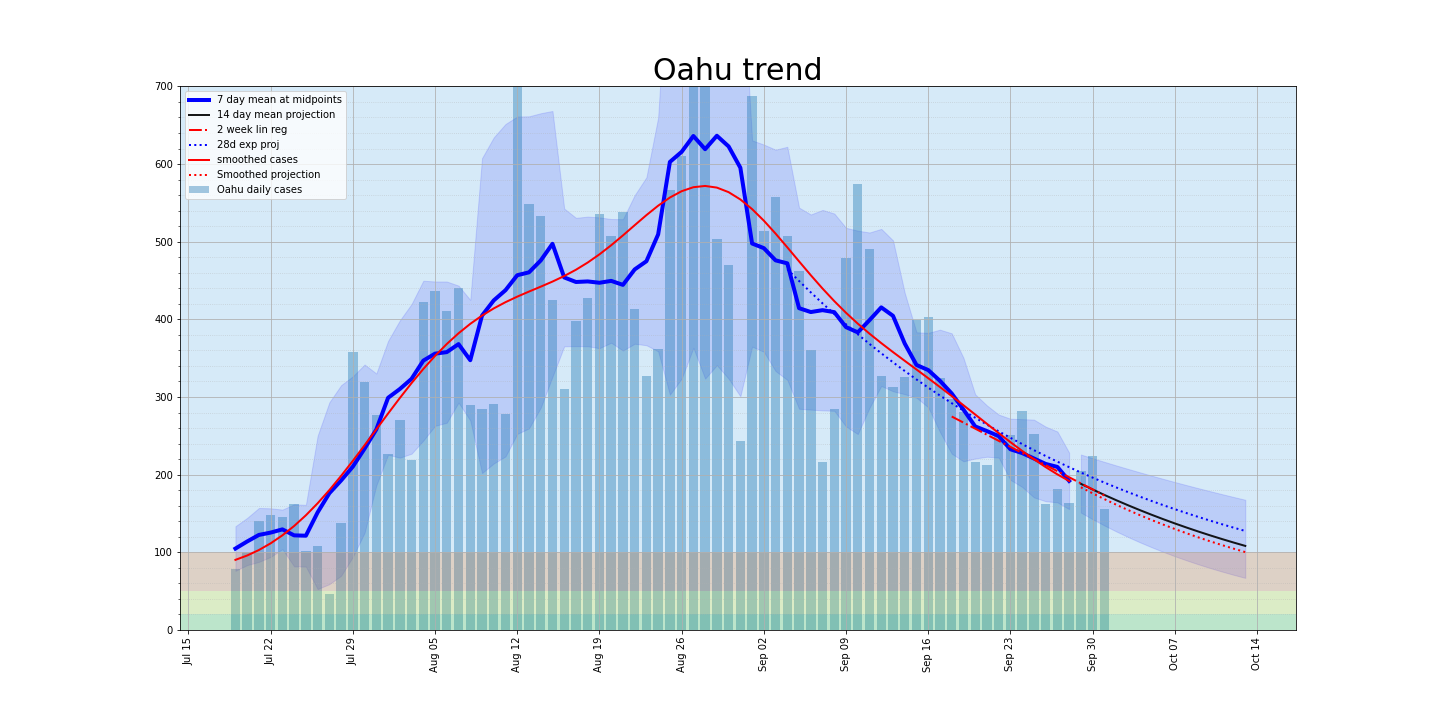 Oahu trend
700
600
500
400
300
200
100
0
7 day mean at midpoints
14 day mean projection
2 week lin reg
28d exp proj
smoothed cases
Smoothed projection
Oahu daily cases
Jul 15
Jul 22
Jul 29
Aug 05
Aug 12
Aug 19
Aug 26
Sep 02
Sep 09
Sep 16
Sep 23
Sep 30
Oct 07
Oct 14